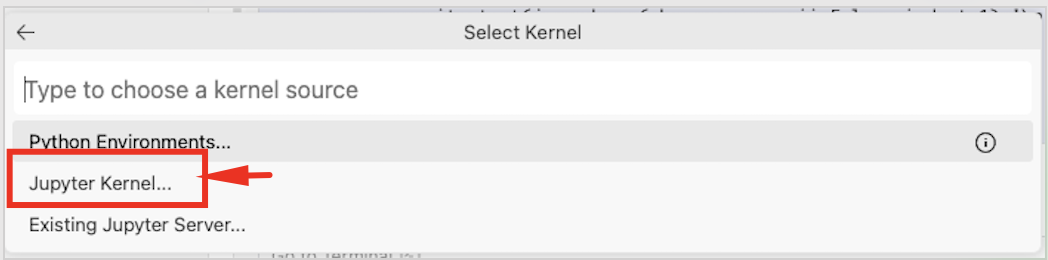 Select Kernel
Type to choose a kernel source
Python Environments...
Jupyter Kernel...
Existing Jupyter Server...